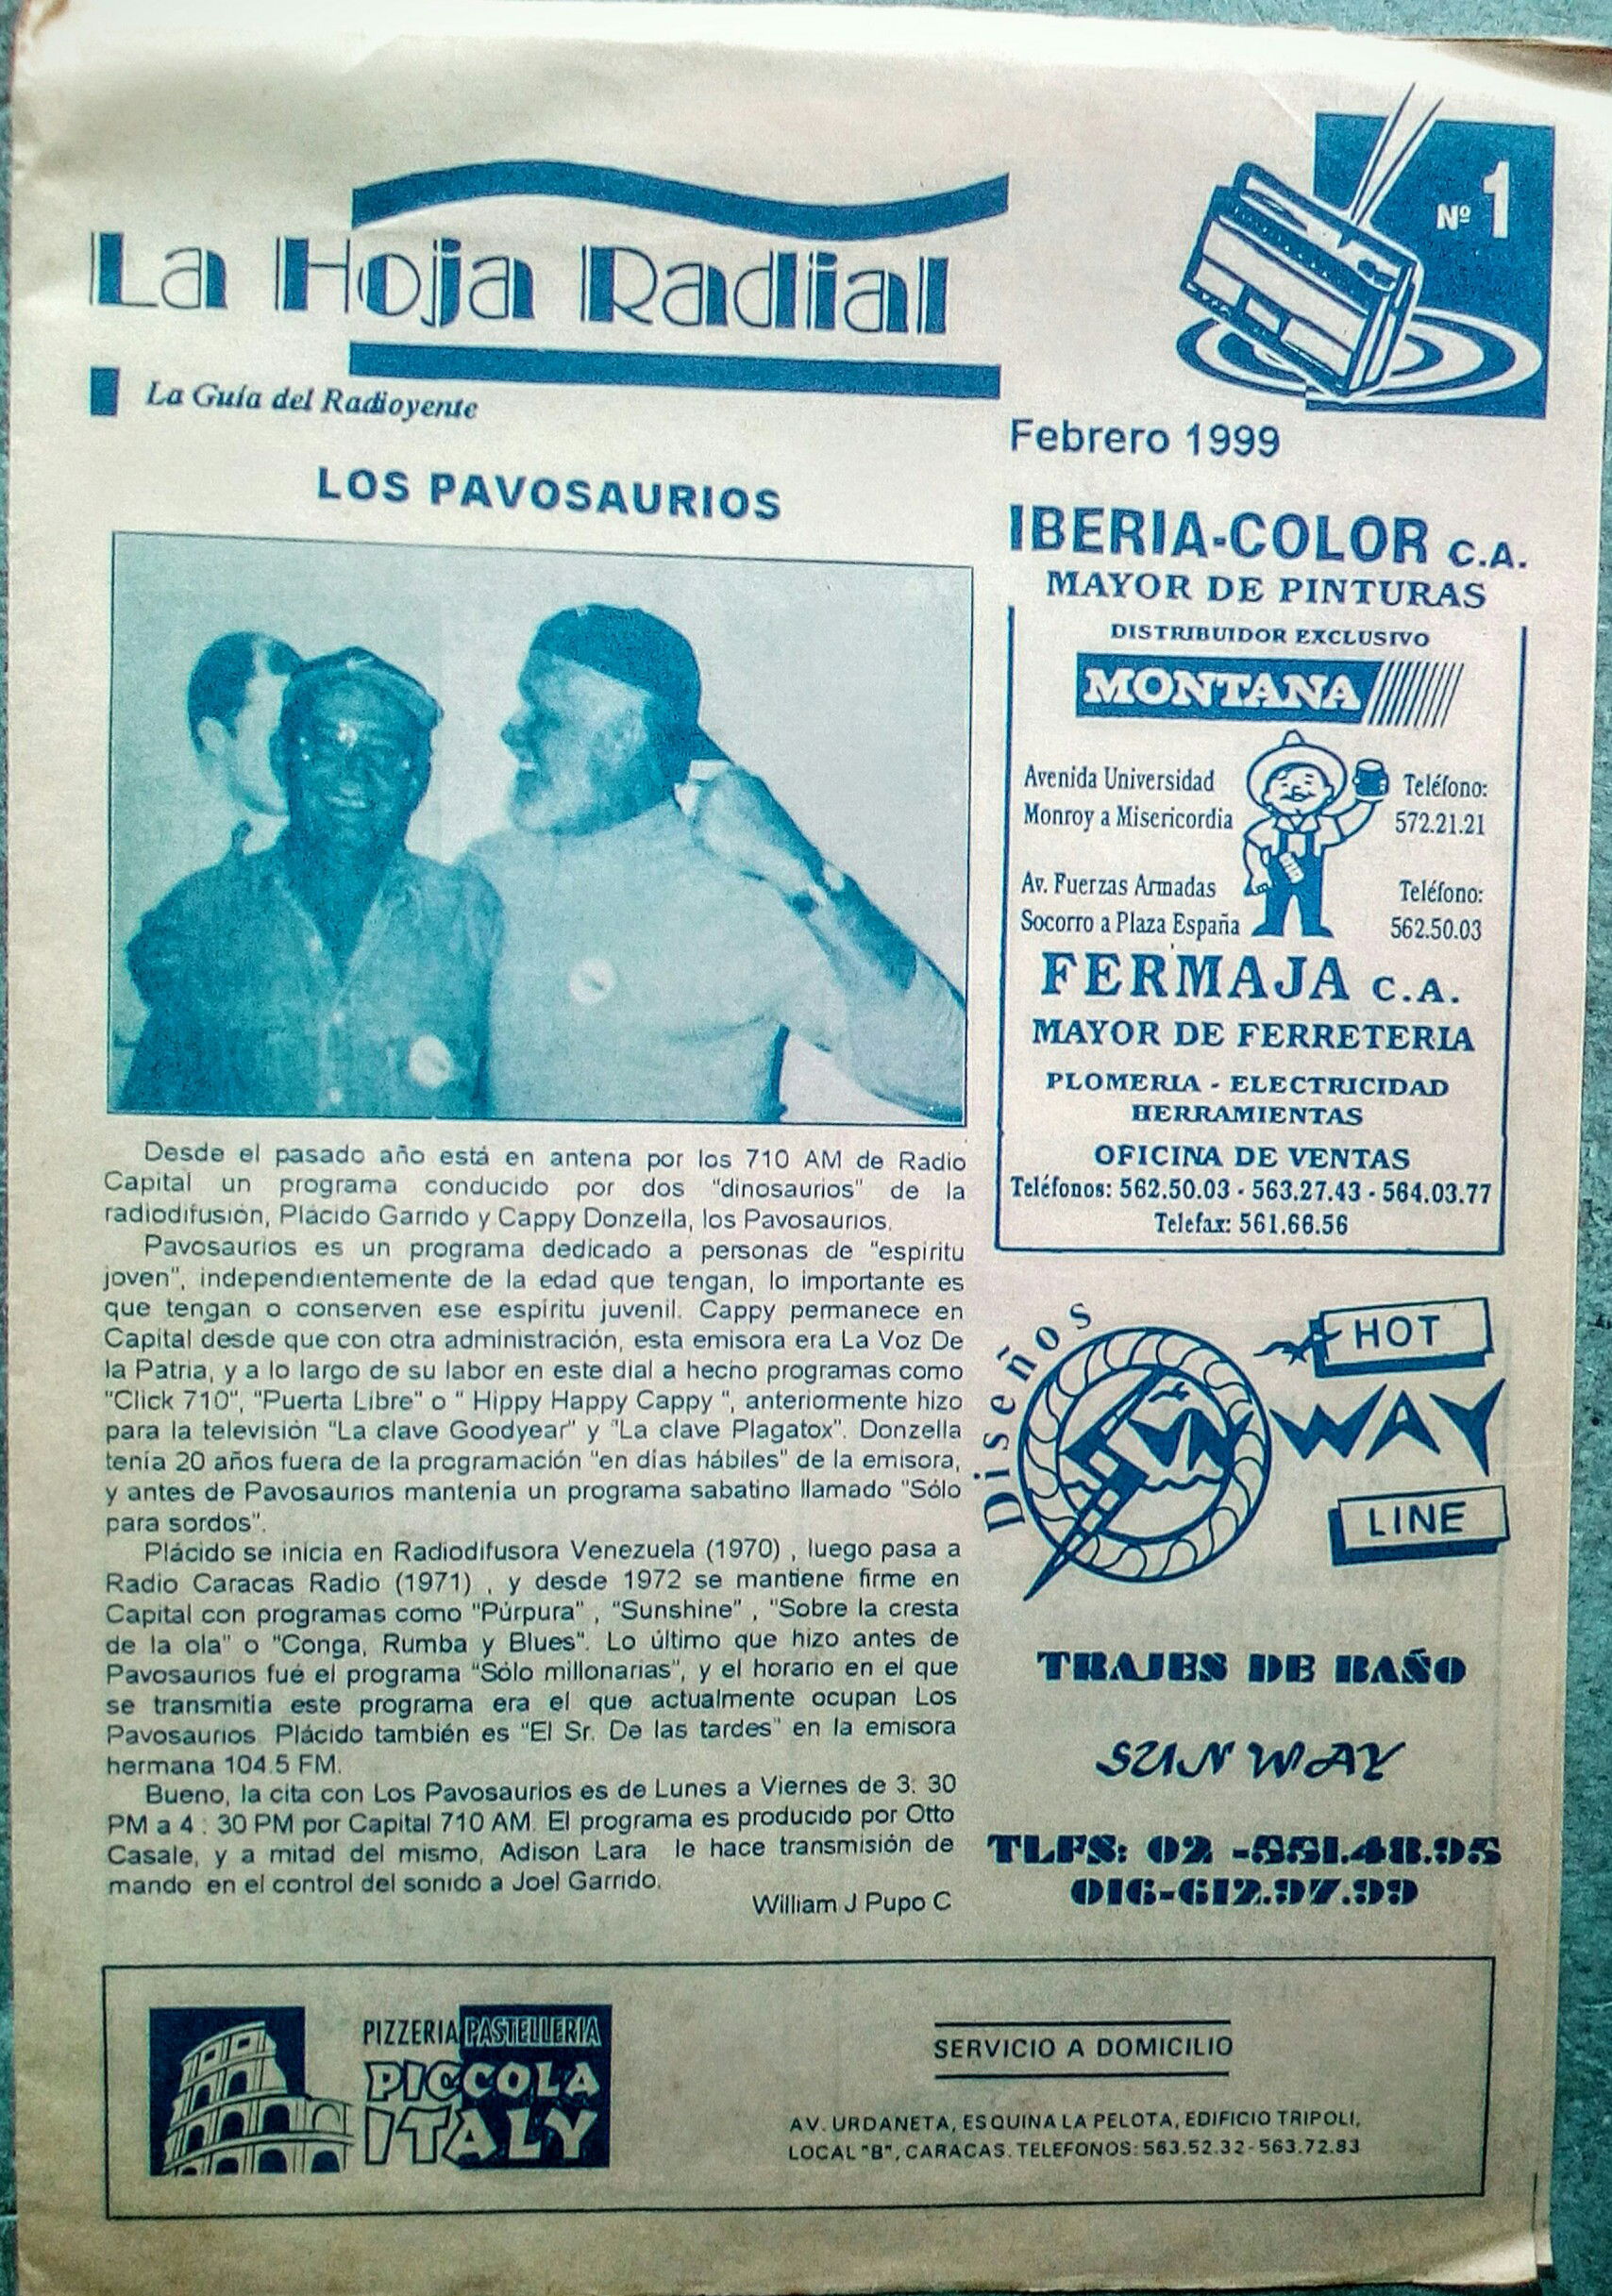 La Hoja Radial
Nº 1
La Guía del Radioyente
Febrero 1999
LOS PAVOSAURIOS
Desde el pasado año está en antena por los 710 AM de Radio
Capital un programa conducido por dos "dinosaurios" de la
radiodifusión, Plácido Garrido y Cappy Donzella, los Pavosaurios.
Pavosaurios es un programa dedicado a personas de "espiritu
joven", independientemente de la edad que tengan, lo importante es
que tengan o conserven ese espíritu juvenil. Cappy permanece en
Capital desde que con otra administración, esta emisora era La Voz De
la Patria, y a lo largo de su labor en este dial a hecho programas como
"Click 710", "Puerta Libre" o " Hippy Happy Cappy ", anteriormente hizo
para la televisión "La clave Goodyear" y "La clave Plagatox". Donzella
tenía 20 años fuera de la programación "en días hábiles" de la emisora,
y antes de Pavosaurios mantenía un programa sabatino llamado "Sólo
para sordos".
Plácido se inicia en Radiodifusora Venezuela (1970) , luego pasa a
Radio Caracas Radio (1971) , y desde 1972 se mantiene firme en
Capital con programas como "Púrpura" , "Sunshine" , "Sobre la cresta
de la ola" o "Conga, Rumba y Blues". Lo último que hizo antes de
Pavosaurios fué el programa "Sólo millonarias", y el horario en el que
se transmitía este programa era el que actualmente ocupan Los
Pavosaurios. Plácido también es "El Sr. De las tardes" en la emisora
hermana 104.5 FM.
Bueno, la cita con Los Pavosaurios es de Lunes a Viernes de 3: 30
PM a 4 : 30 PM por Capital 710 AM. El programa es producido por Otto
Casale, y a mitad del mismo, Adison Lara le hace transmisión de
mando en el control del sonido a Joel Garrido.
William J Pupo C
IBERIA-COLOR C.A.
MAYOR DE PINTURAS
DISTRIBUIDOR EXCLUSIVO
MONTANA
Avenida Universidad
Monroy a Misericordia
Teléfono:
572.21.21
Av. Fuerzas Armadas
Socorro a Plaza España
Teléfono:
562.50.03
FERMAJA C.A.
MAYOR DE FERRETERIA
PLOMERIA - ELECTRICIDAD
HERRAMIENTAS
OFICINA DE VENTAS
Teléfonos: 562.50.03 - 563.27.43 - 564.03.77
Telefax: 561.66.56
Diseños
SUN
HOT
WAY
LINE
TRAJES DE BAÑO
SUN WAY
TLFS: 02 -551.48.95
016-612.97.99
PIZZERIA PASTELLERIA
PICCOLA
ITALY
SERVICIO A DOMICILIO
AV. URDANETA, ESQUINA LA PELOTA, EDIFICIO TRIPOLI,
LOCAL "B", CARACAS. TELEFONOS: 563.52.32 - 563.72.83